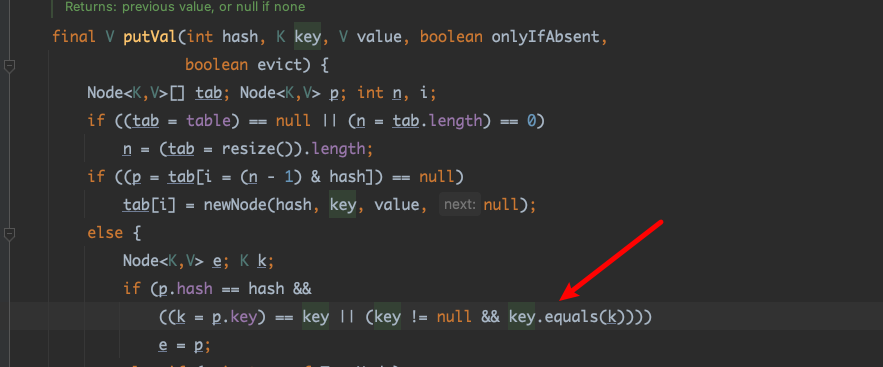 Returns: previous value, or null if none
final V putVal(int hash, K key, V value, boolean onlyIfAbsent,
boolean evict) {
Node<K,V>[] tab; Node<K,V> p; int n, i;
if ((tab = table) == null || (n = tab.length) == 0)
n = (tab = resize()).length;
if ((p = tab[i = (n - 1) & hash]) == null)
tab[i] = newNode(hash, key, value, next: null);
else {
Node<K,V> e; K k;
if (p.hash == hash &&
((k = p.key) == key || (key != null && key.equals(k))))
e = p;